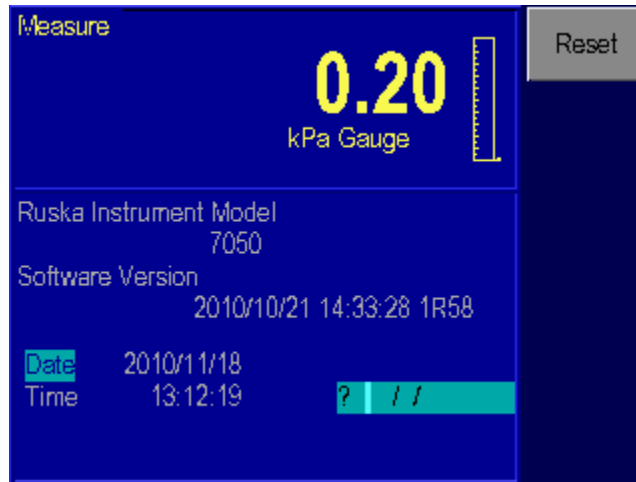 Measure
Reset
0.20
kPa Gauge
Ruska Instrument Model
7050
Software Version
2010/10/21 14:33:28 1R58
Date 2010/11/18
Time 13:12:19 ? / /